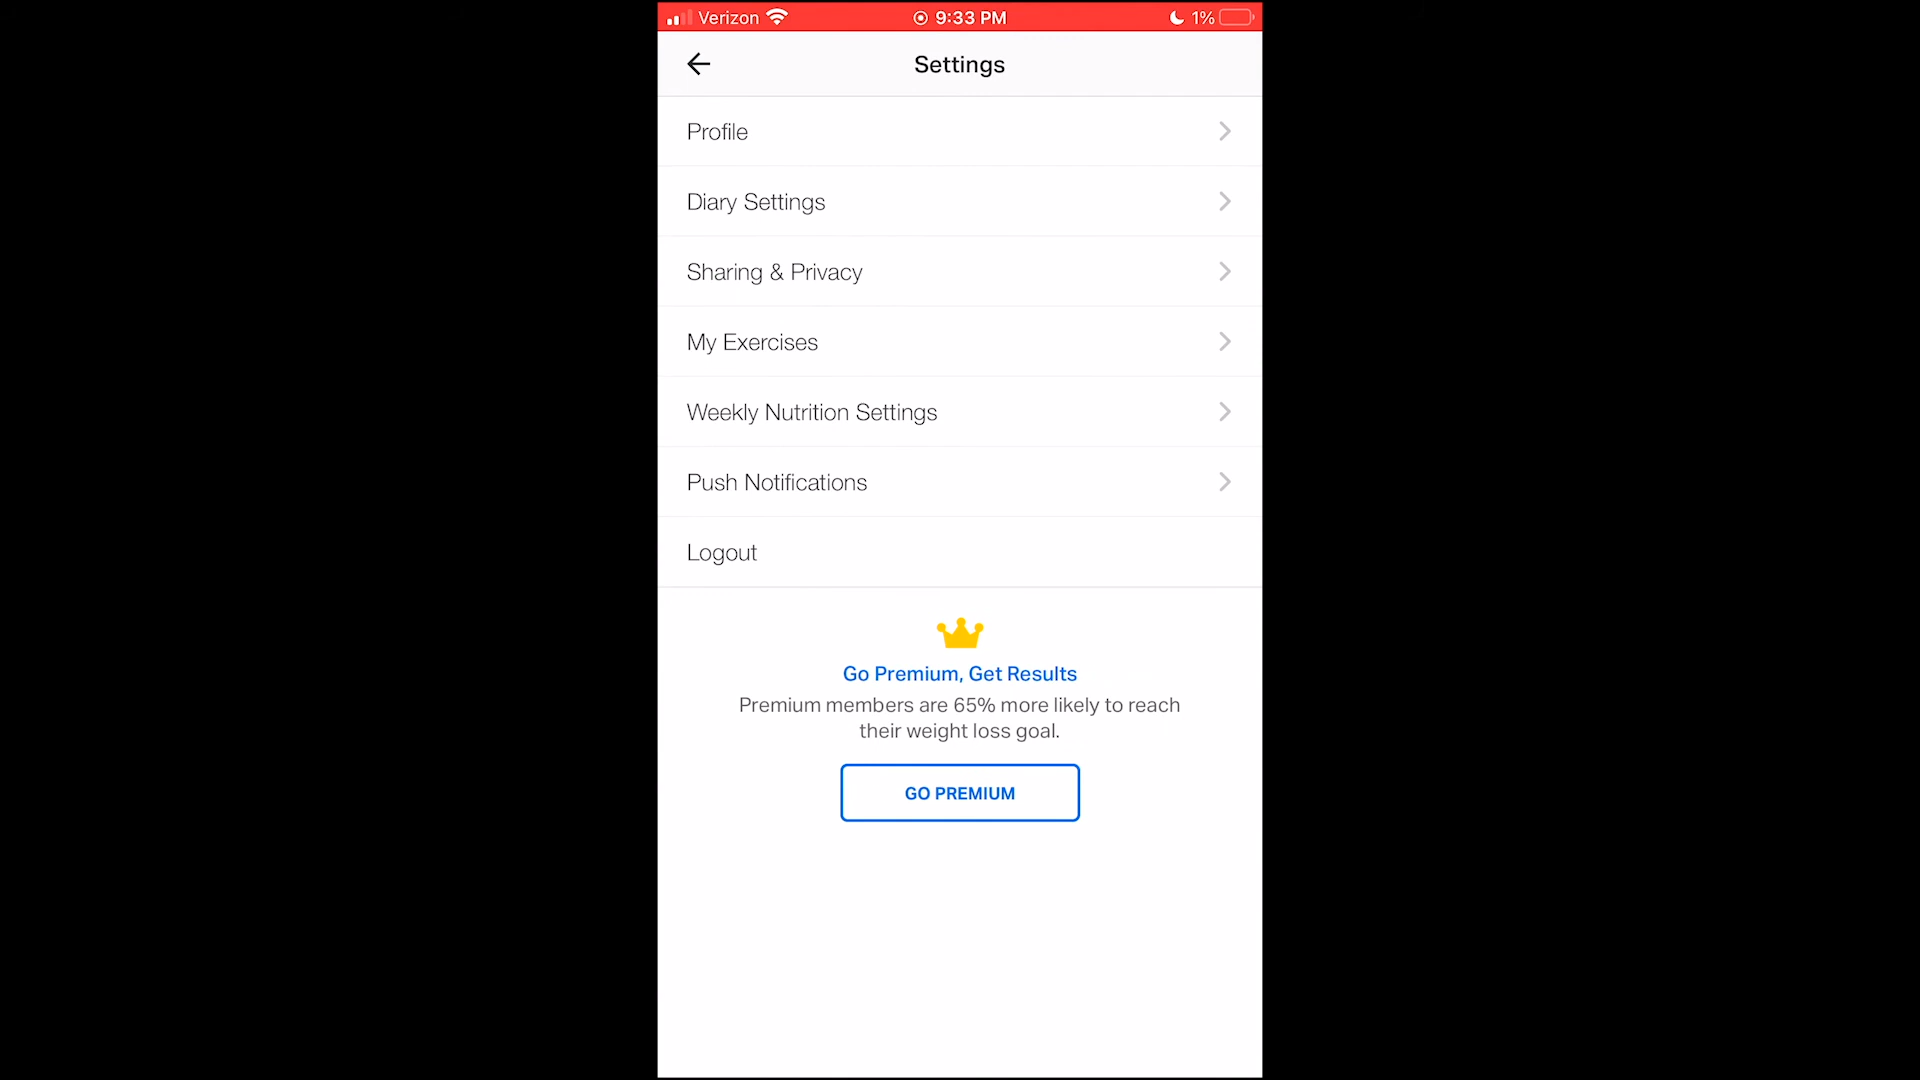 Verizon 9:33 PM 1%
Settings
Profile
Diary Settings
Sharing & Privacy
My Exercises
Weekly Nutrition Settings
Push Notifications
Logout
Go Premium, Get Results
Premium members are 65% more likely to reach
their weight loss goal.
GO PREMIUM